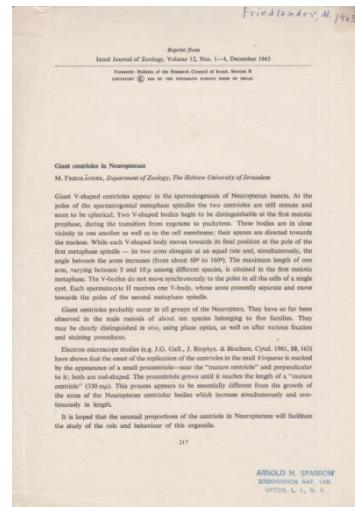 Friedlander, M. 1963
Reprint from
Israel Journal of Zoology, Volume 12, Nos. 1—4, December 1963
Formerly: Bulletin of the Research Council of Israel, Section B
COPYRIGHT © 1964 BY THE WEIZMANN SCIENCE PRESS OF ISRAEL
Giant centrioles in Neuropteran
M. FRIEDLÄNDER, Department of Zoology, The Hebrew University of Jerusalem
Giant V-shaped centrioles appear in the spermatogenesis of Neuropteran insects. At the
poles of the spermatogonial metaphase spindles the two centrioles are still minute and
seem to be spherical. Two V-shaped bodies begin to be distinguishable at the first meiotic
prophase, during the transition from zygotene to pachytene. These bodies are in close
vicinity to one another as well as to the cell membrane; their apexes are directed towards
the nucleus. While each V-shaped body moves towards its final position at the pole of the
first metaphase spindle — its two arms elongate at an equal rate and, simultaneously, the
angle between the arms increases (from about 60° to 160°). The maximum length of one
arm, varying between 5 and 10 μ among different species, is attained in the first meiotic
metaphase. The V-bodies do not move synchronously to the poles in all the cells of a single
cyst. Each spermatocyte II receives one V-body, whose arms presently separate and move
towards the poles of the second metaphase spindle.
Giant centrioles probably occur in all groups of the Neuroptera. They have so far been
observed in the male meiosis of about ten species belonging to five families. They
may be clearly distinguished in vivo, using phase optics, as well as after various fixation
and staining procedures.
Electron microscope studies (e.g. J.G. Gall, J. Biophys. & Biochem. Cytol. 1961, 10, 163)
have shown that the onset of the replication of the centrioles in the snail Viviparus is marked
by the appearance of a small procentriole—near the "mature centriole" and perpendicular
to it; both are rod-shaped. The procentriole grows until it reaches the length of a "mature
centriole" (330 mμ). This process appears to be essentially different from the growth of
the arms of the Neuropteran centriolar bodies which increase simultaneously and con-
tinuously in length.
It is hoped that the unusual proportions of the centriole in Neuropterans will facilitate
the study of the role and behaviour of this organelle.
217
ARNOLD H. SPARROW
BROOKHAVEN NAT. LAB.
UPTON, L. I., N. Y.